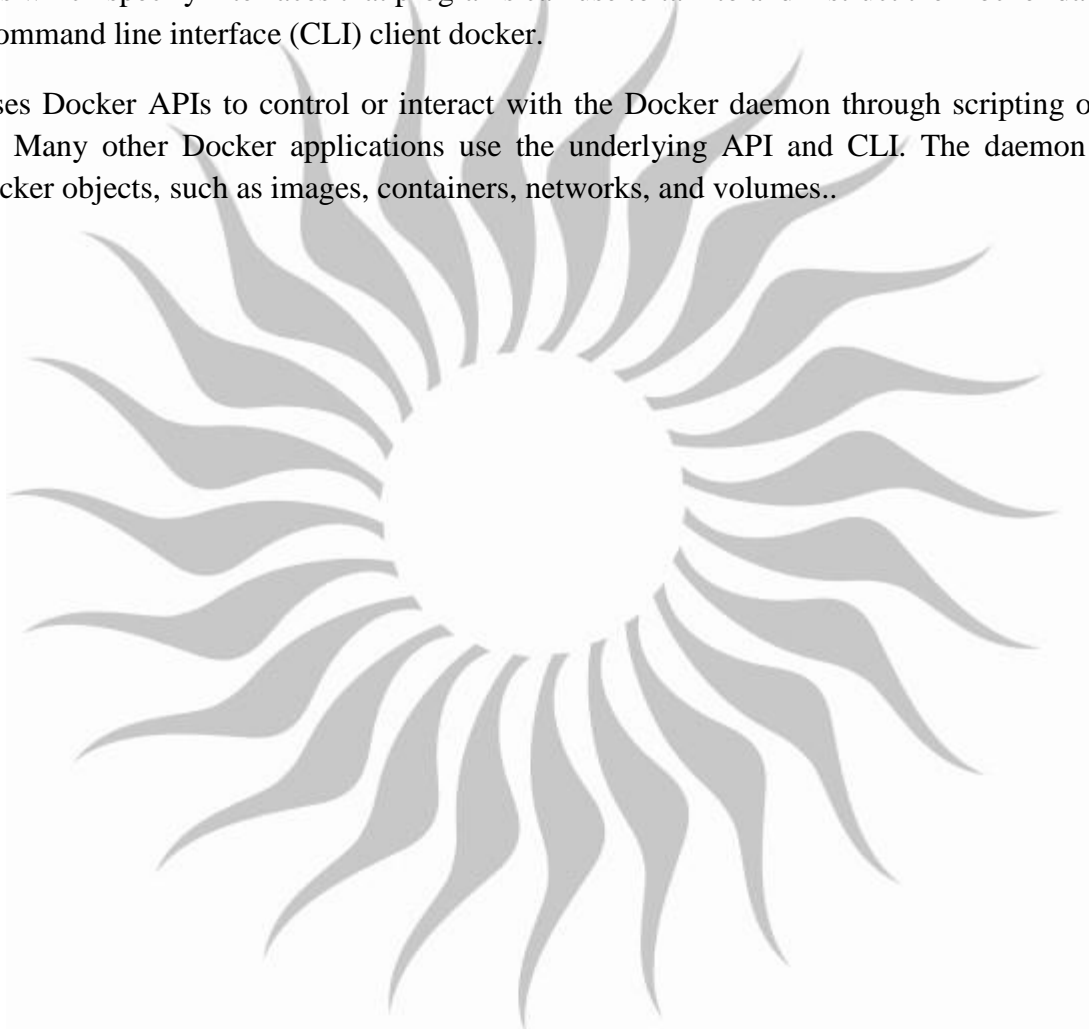 ommand line interface (CLI) client docker.
ses Docker APIs to control or interact with the Docker daemon through scripting o
Many other Docker applications use the underlying API and CLI. The daemon
cker objects, such as images, containers, networks, and volumes..